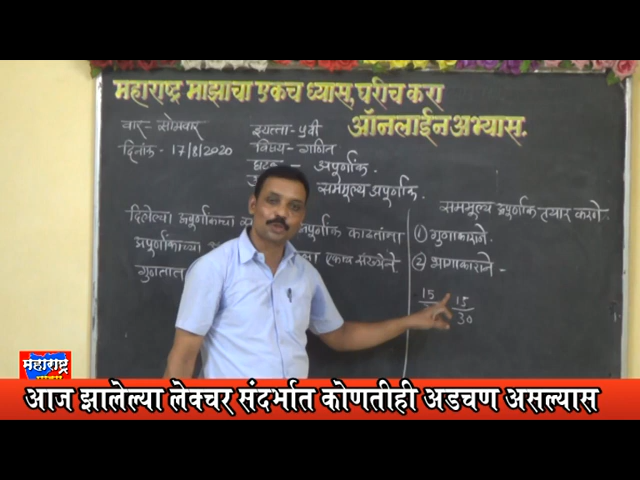 महाराष्ट्र माझाचा एकच ध्यास, घरीच करा
ऑनलाईन अभ्यास.
वार - सोमवार
दिनांक - 17/8/2020
इयत्ता - ५वी
विषय - गणित
घटक - अपूर्णांक.
सममूल्य अपूर्णांक.
दिलेल्या अपूर्णांकाचा अपूर्णांक काढतांना
अपूर्णांकाच्या एकाच संख्येने
गुणतात
सममूल्य अपूर्णांक तयार करणे
① गुणाकाराने.
② भागाकाराने -
15 15
30
महाराष्ट्र
आज झालेल्या लेक्चर संदर्भात कोणतीही अडचण असल्यास